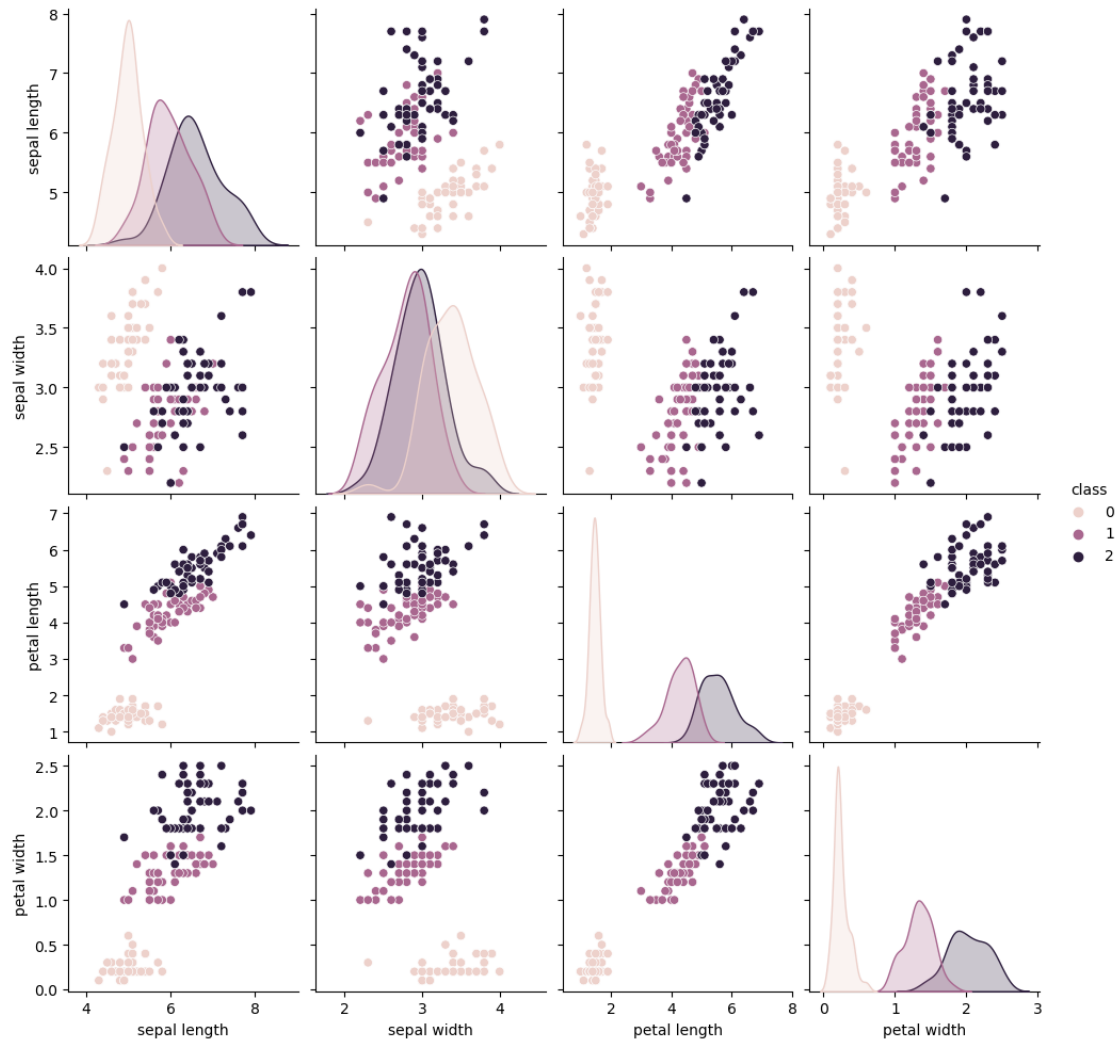 8
7
6
5
sepal length
4.0
3.5
3.0
2.5
sepal width
class
0
1
2
7
6
5
4
3
2
1
petal length
2.5
2.0
1.5
1.0
0.5
0.0
petal width
4 6 8
2 3 4
2 4 6 8
0 1 2 3
sepal length
sepal width
petal length
petal width